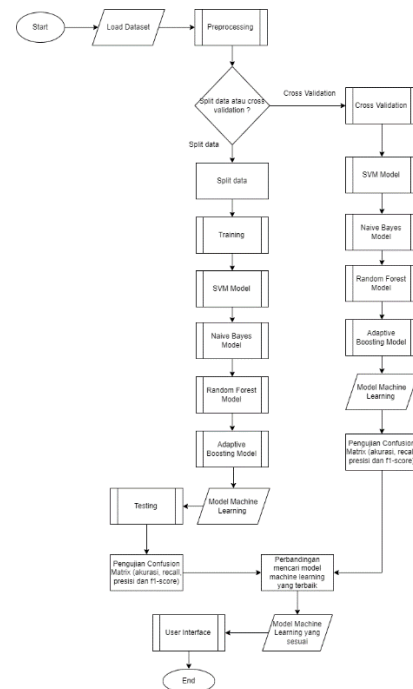 Start
Load Dataset
Preprocessing
Split data atau cross
validation ?
Cross Validation
Cross Validation
Split data
Split data
SVM Model
Training
Naive Bayes
Model
SVM Model
Random Forest
Model
Naive Bayes
Model
Adaptive
Boosting Model
Random Forest
Model
Model Machine
Learning
Adaptive
Boosting Model
Pengujian Confusion
Matrix (akurasi, recall,
presisi dan f1-score)
Testing
Model Machine
Learning
Pengujian Confusion
Matrix (akurasi, recall,
presisi dan f1-score)
Perbandingan
mencari model
machine learning
yang terbaik
User Interface
Model Machine
Learning yang
sesuai
End